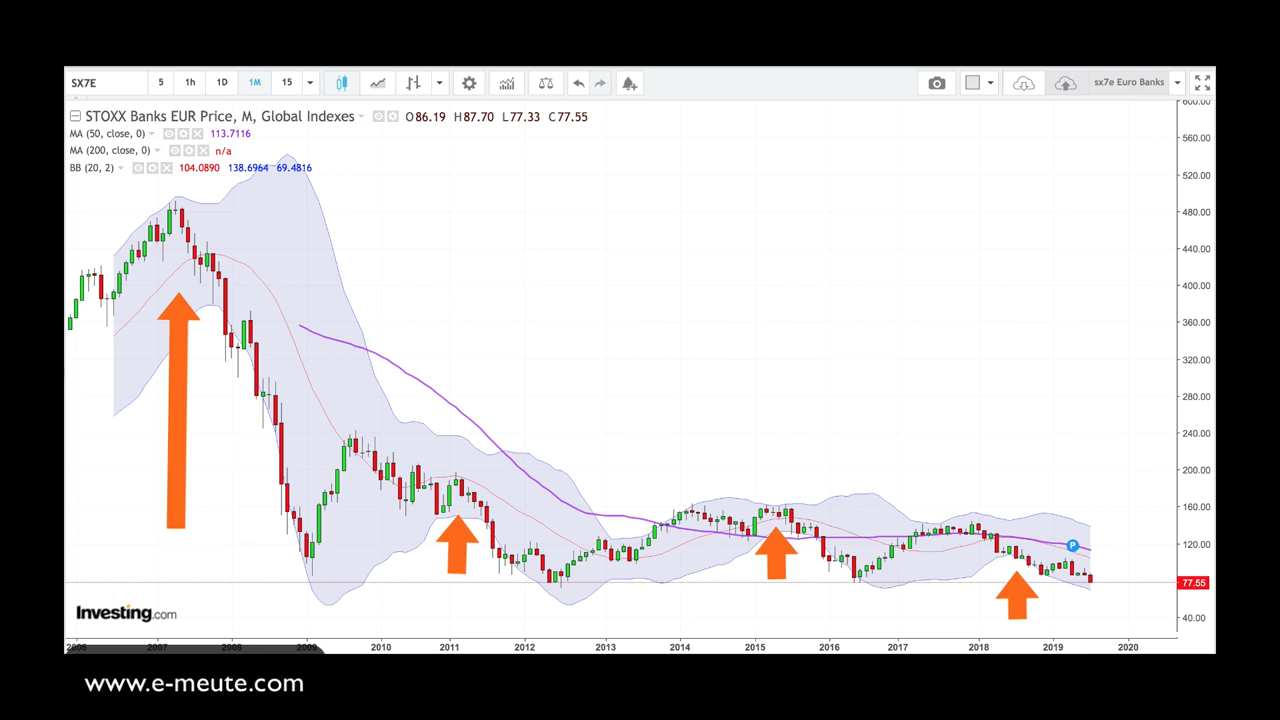 SX7E 5 1h 1D 1M 15 sx7e Euro Banks
STOXX Banks EUR Price, M, Global Indexes O86.19 H87.70 L77.33 C77.55
MA (50, close, 0) 113.7116
MA (200, close, 0) n/a
BB (20, 2) 104.0890 138.6964 69.4816
600.00
560.00
520.00
480.00
440.00
400.00
360.00
320.00
280.00
240.00
200.00
160.00
120.00
P
77.55
40.00
Investing.com
2006 2007 2008 2009 2010 2011 2012 2013 2014 2015 2016 2017 2018 2019 2020
www.e-meute.com